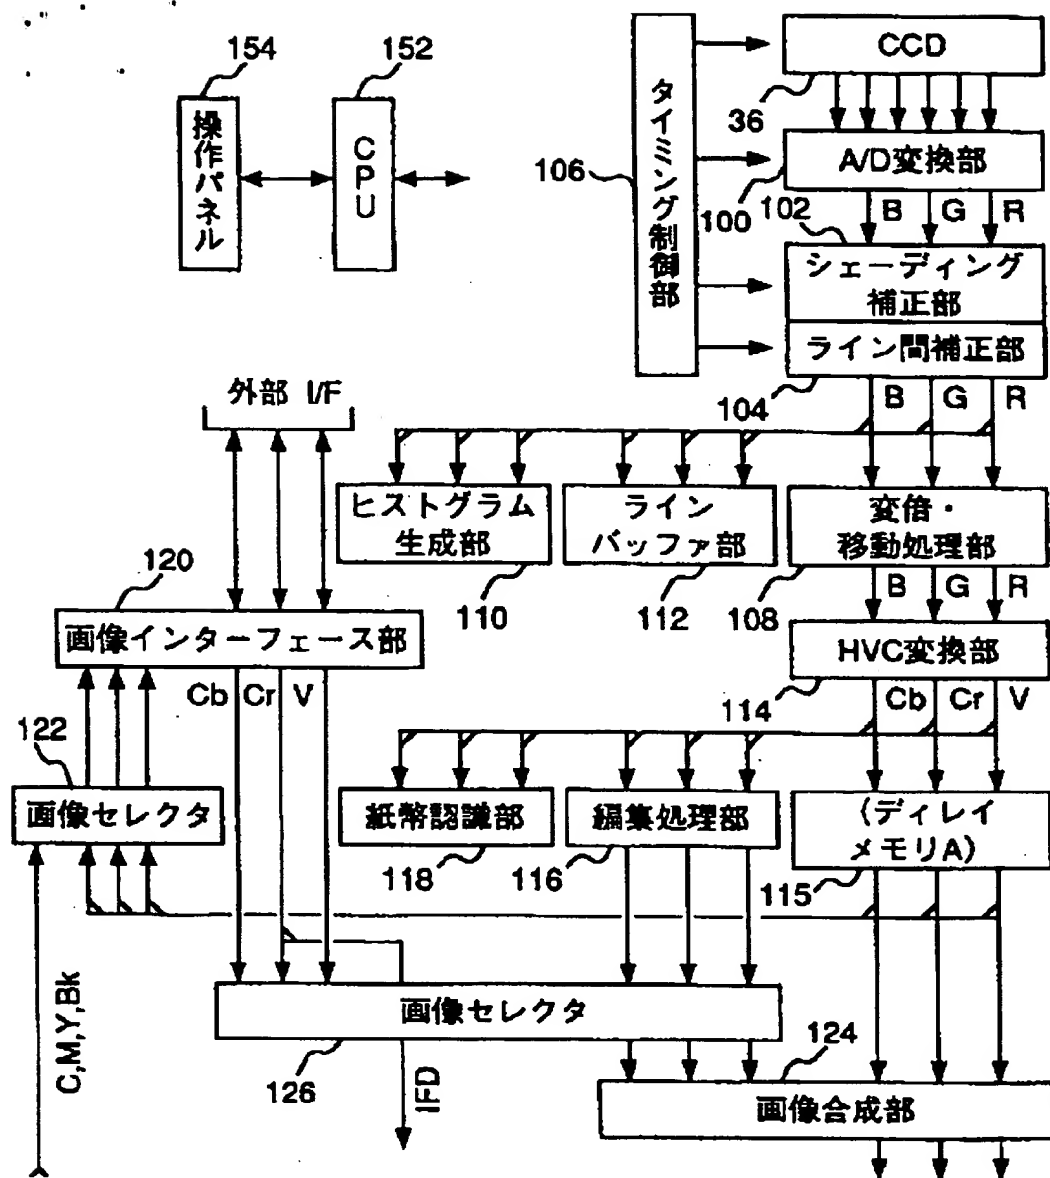 154
152
操作パネル
CPU
106
タイミング制御部
CCD
36
A/D変換部
100
102
B
G
R
シェーディング
補正部
ライン間補正部
104
B
G
R
外部 I/F
ヒストグラム
生成部
110
ライン
バッファ部
112
変倍・
移動処理部
108
B
G
R
120
画像インターフェース部
Cb
Cr
V
HVC変換部
114
Cb
Cr
V
122
画像セレクタ
紙幣認識部
118
編集処理部
116
(ディレイ
メモリA)
115
C,M,Y,Bk
画像セレクタ
126
IFD
124
画像合成部